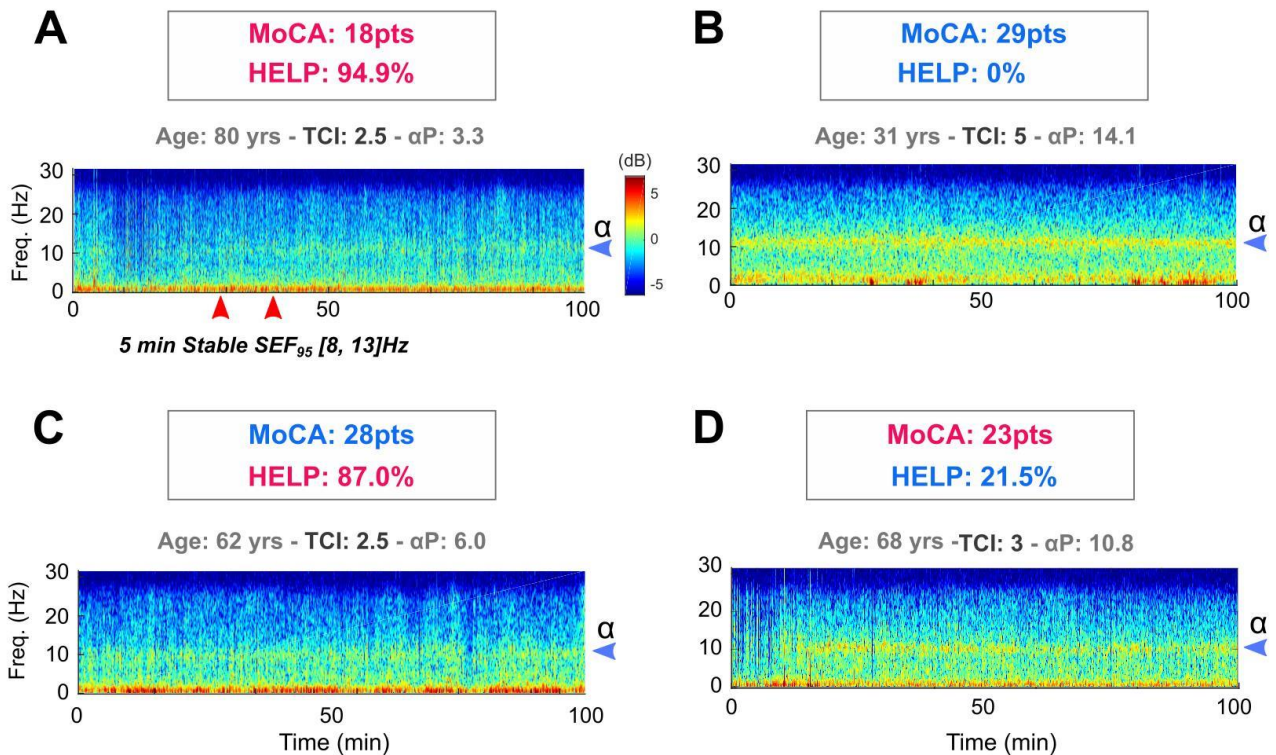 A
MoCA: 18pts
HELP: 94.9%
Age: 80 yrs - TCI: 2.5 - αP: 3.3
Freq. (Hz)
30
20
10
0
0
50
100
(dB)
5
0
-5
α
5 min Stable SEF95 [8, 13]Hz
B
MoCA: 29pts
HELP: 0%
Age: 31 yrs - TCI: 5 - αP: 14.1
30
20
10
0
0
50
100
α
C
MoCA: 28pts
HELP: 87.0%
Age: 62 yrs - TCI: 2.5 - αP: 6.0
Freq. (Hz)
30
20
10
0
0
50
100
Time (min)
α
D
MoCA: 23pts
HELP: 21.5%
Age: 68 yrs -TCI: 3 - αP: 10.8
30
20
10
0
0
50
100
Time (min)
α